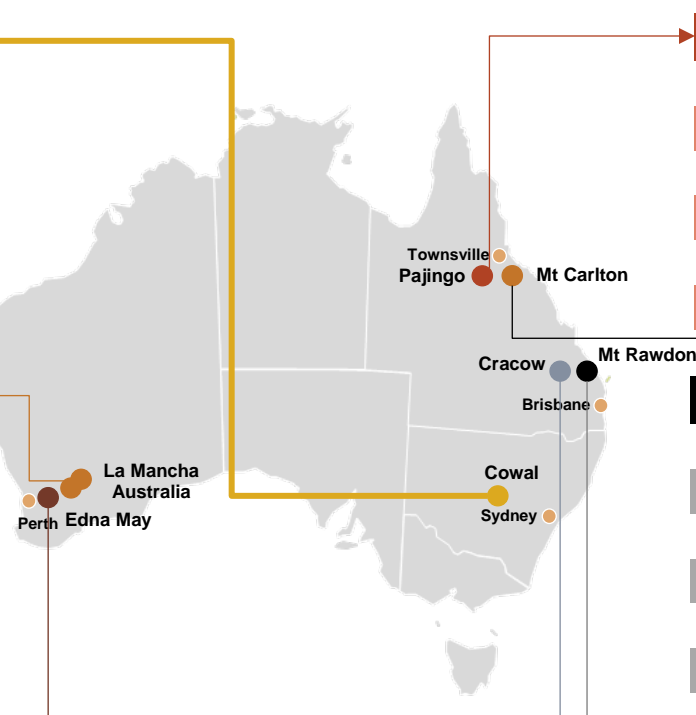 Townsville
Pajingo
Mt Carlton
Cracow
Mt Rawdon
Brisbane
La Mancha
Australia
Cowal
Sydney
Perth
Edna May